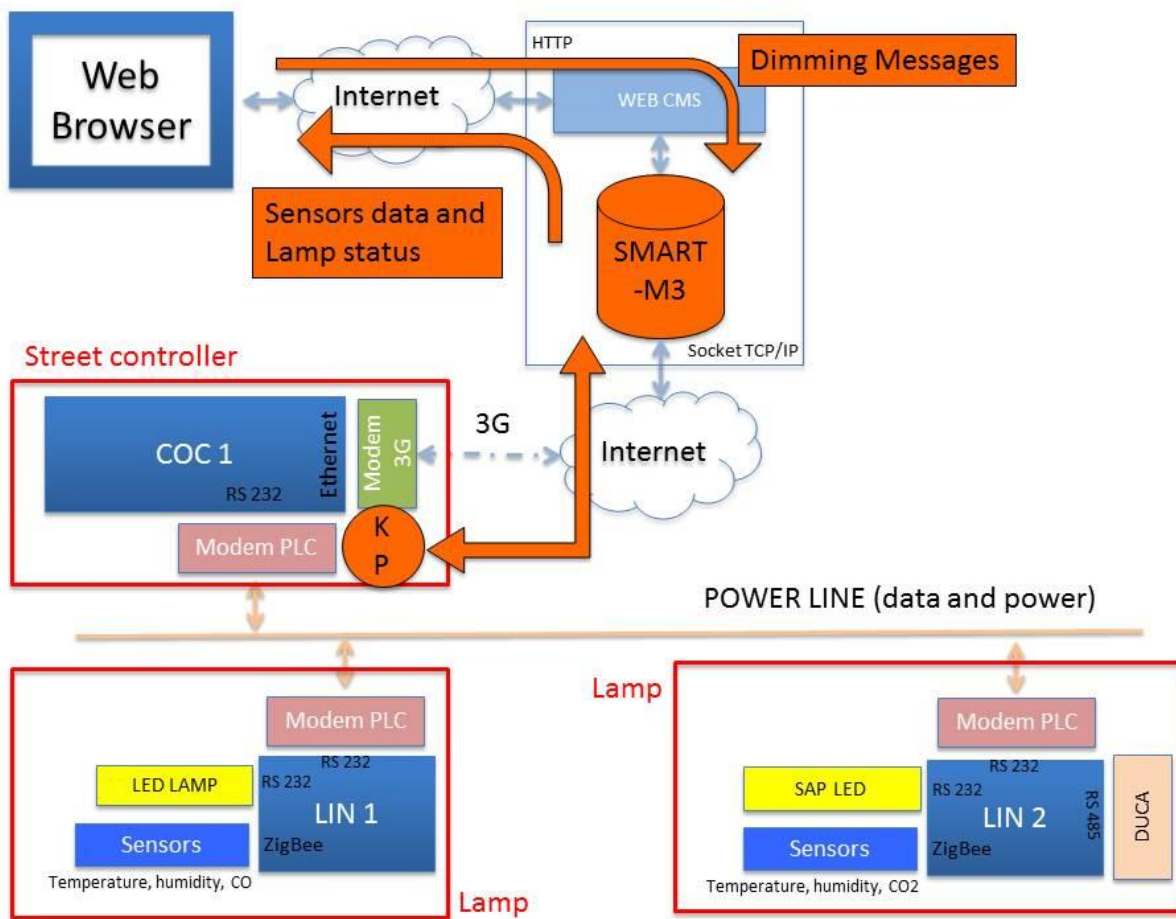 Web
Browser
Internet
HTTP
WEB CMS
Dimming Messages
Sensors data and
Lamp status
SMART
-M3
Socket TCP/IP
Street controller
COC 1
RS 232
Ethernet
Modem
3G
3G
Internet
Modem PLC
K
P
POWER LINE (data and power)
Modem PLC
RS 232
LED LAMP
RS 232
LIN 1
Sensors
ZigBee
Temperature, humidity, CO
Lamp
Lamp
Modem PLC
RS 232
SAP LED
RS 232
LIN 2
RS 485
DUCA
Sensors
ZigBee
Temperature, humidity, CO2